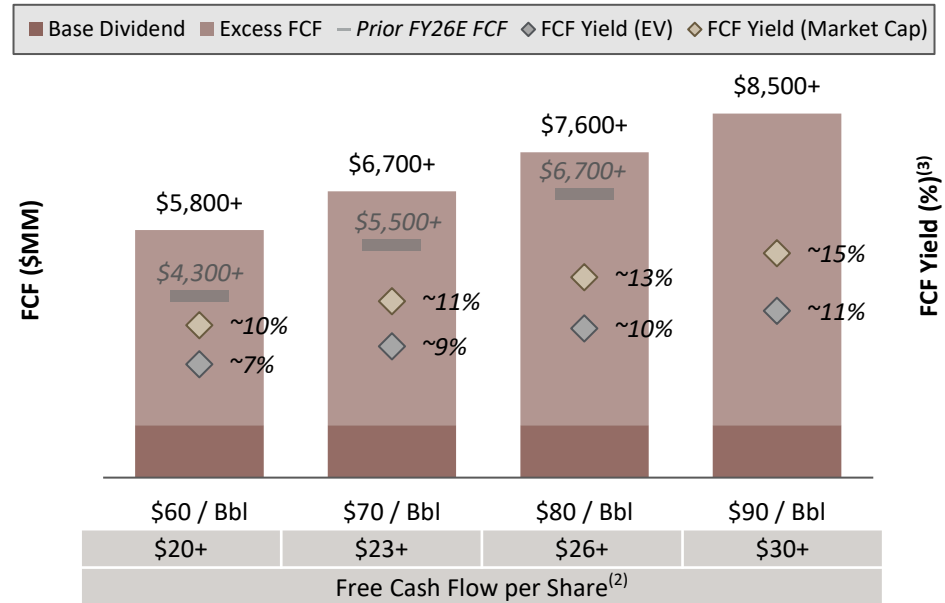 Base Dividend Excess FCF Prior FY26E FCF FCF Yield (EV) FCF Yield (Market Cap)
FCF ($MM)
FCF Yield (%)(3)
$5,800+
$6,700+
$7,600+
$8,500+
$4,300+
$5,500+
$6,700+
~10%
~11%
~13%
~15%
~7%
~9%
~10%
~11%
$60 / Bbl $70 / Bbl $80 / Bbl $90 / Bbl
$20+ $23+ $26+ $30+
Free Cash Flow per Share(2)